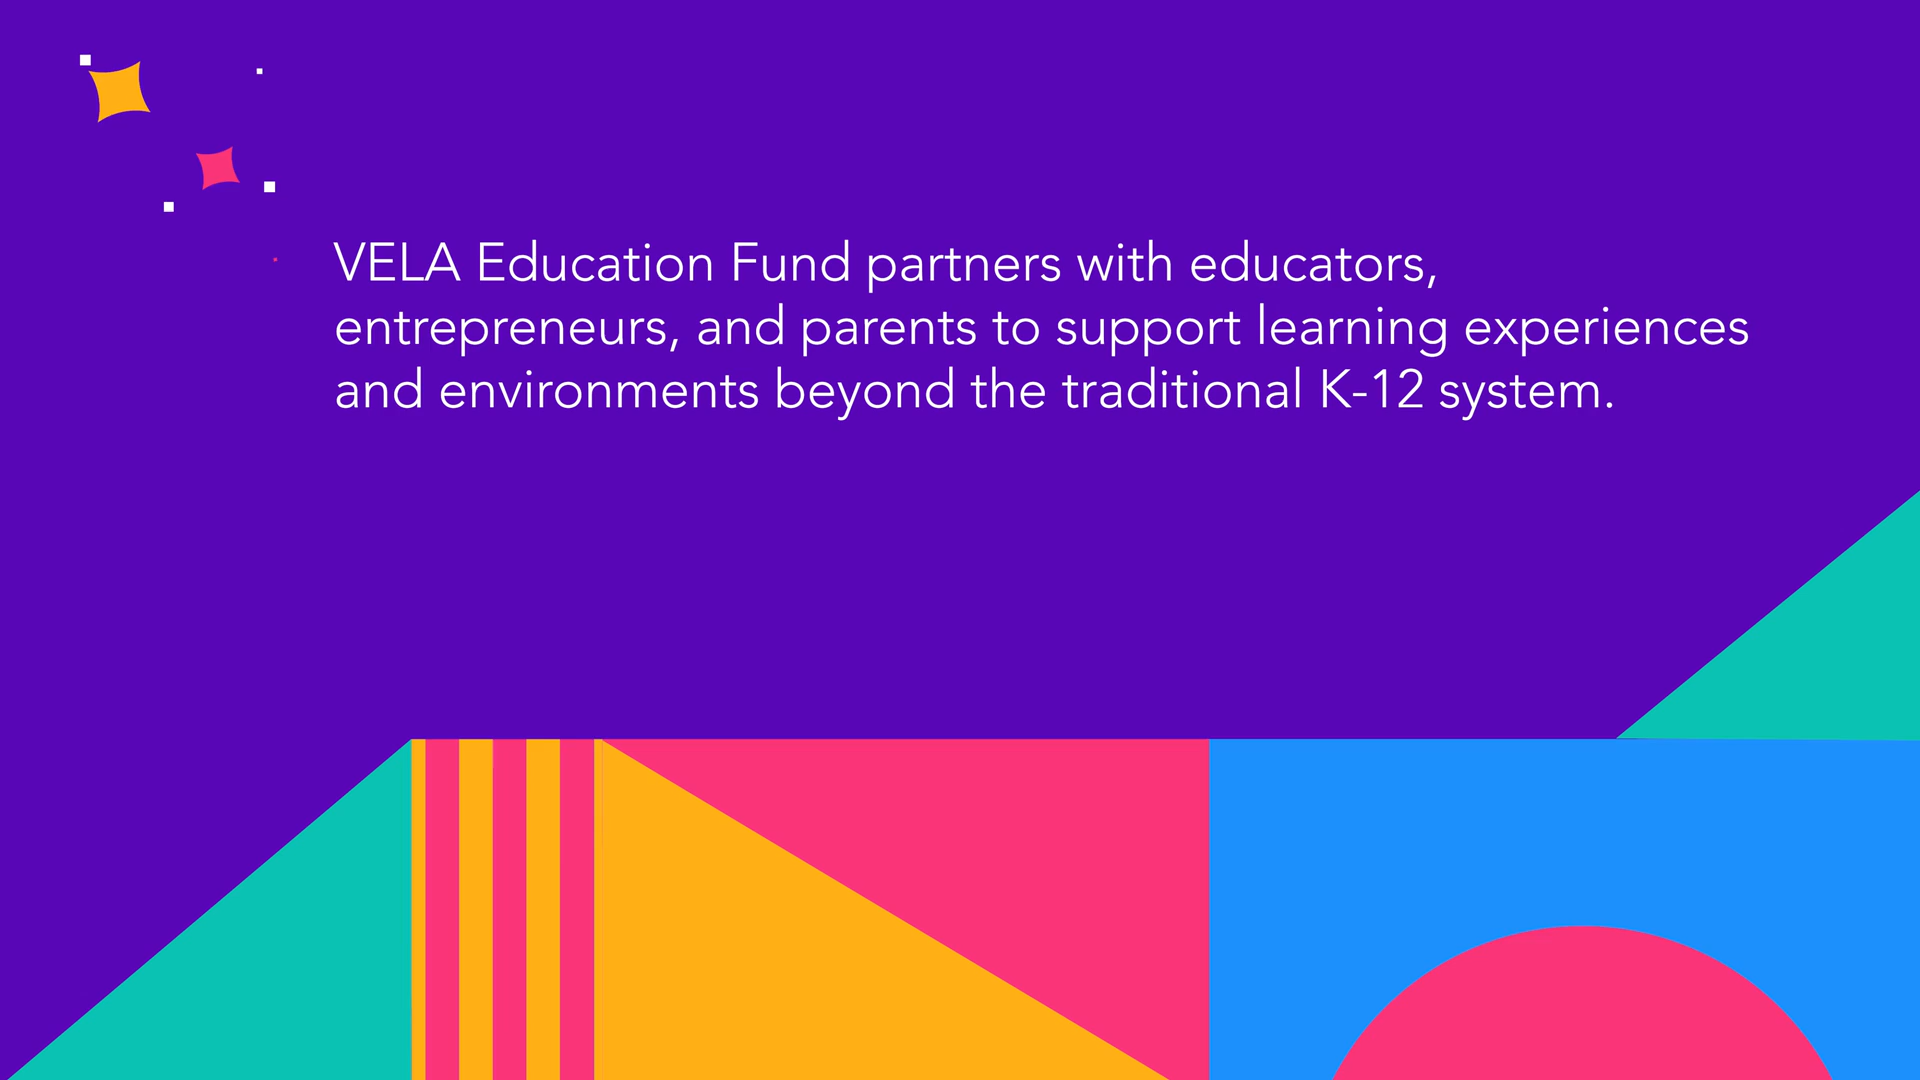 VELA Education Fund partners with educators,
entrepreneurs, and parents to support learning experiences
and environments beyond the traditional K-12 system.